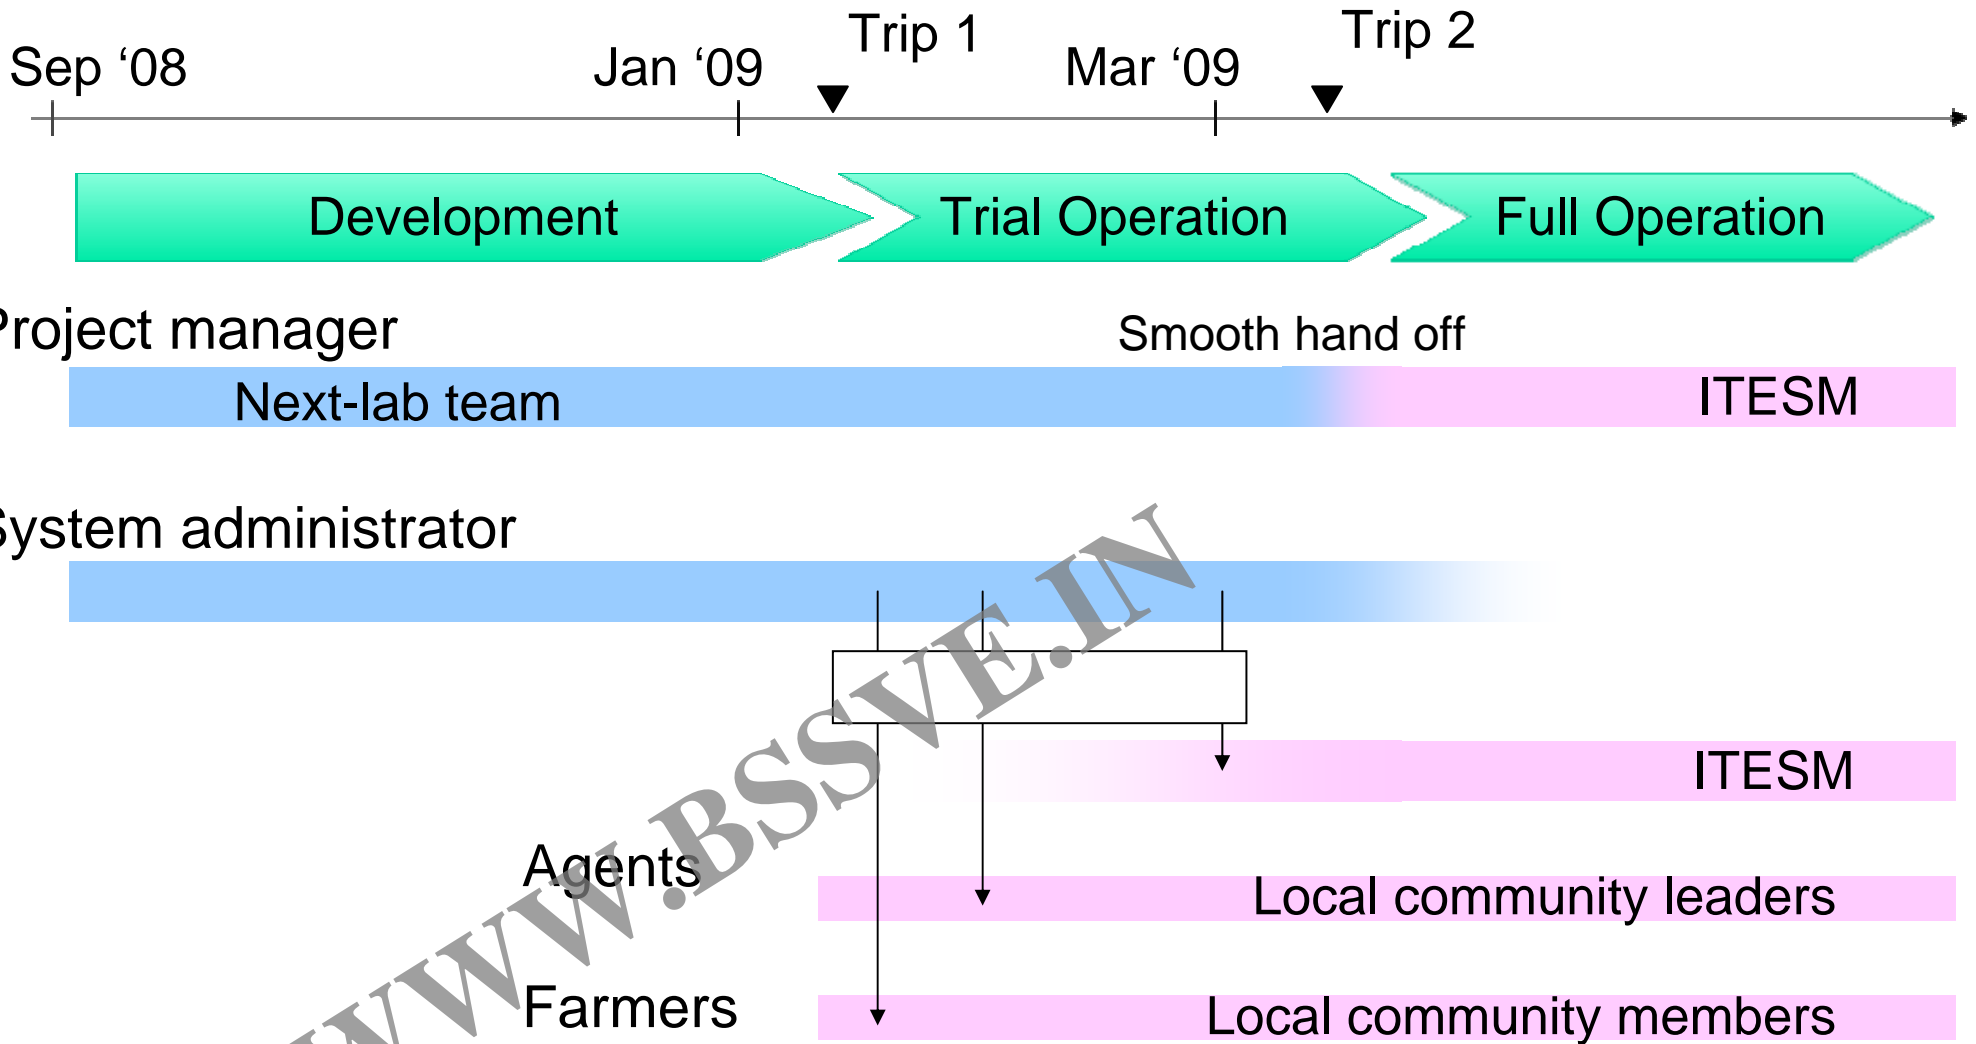 Trip 1
Trip 2
Sep ‘08
Jan ‘09
Mar ‘09
Development
Trial Operation
Full Operation
Project manager
Smooth hand off
Next-lab team
ITESM
System administrator
ITESM
Agents
Local community leaders
Farmers
Local community members
WWW.BSSVE.IN